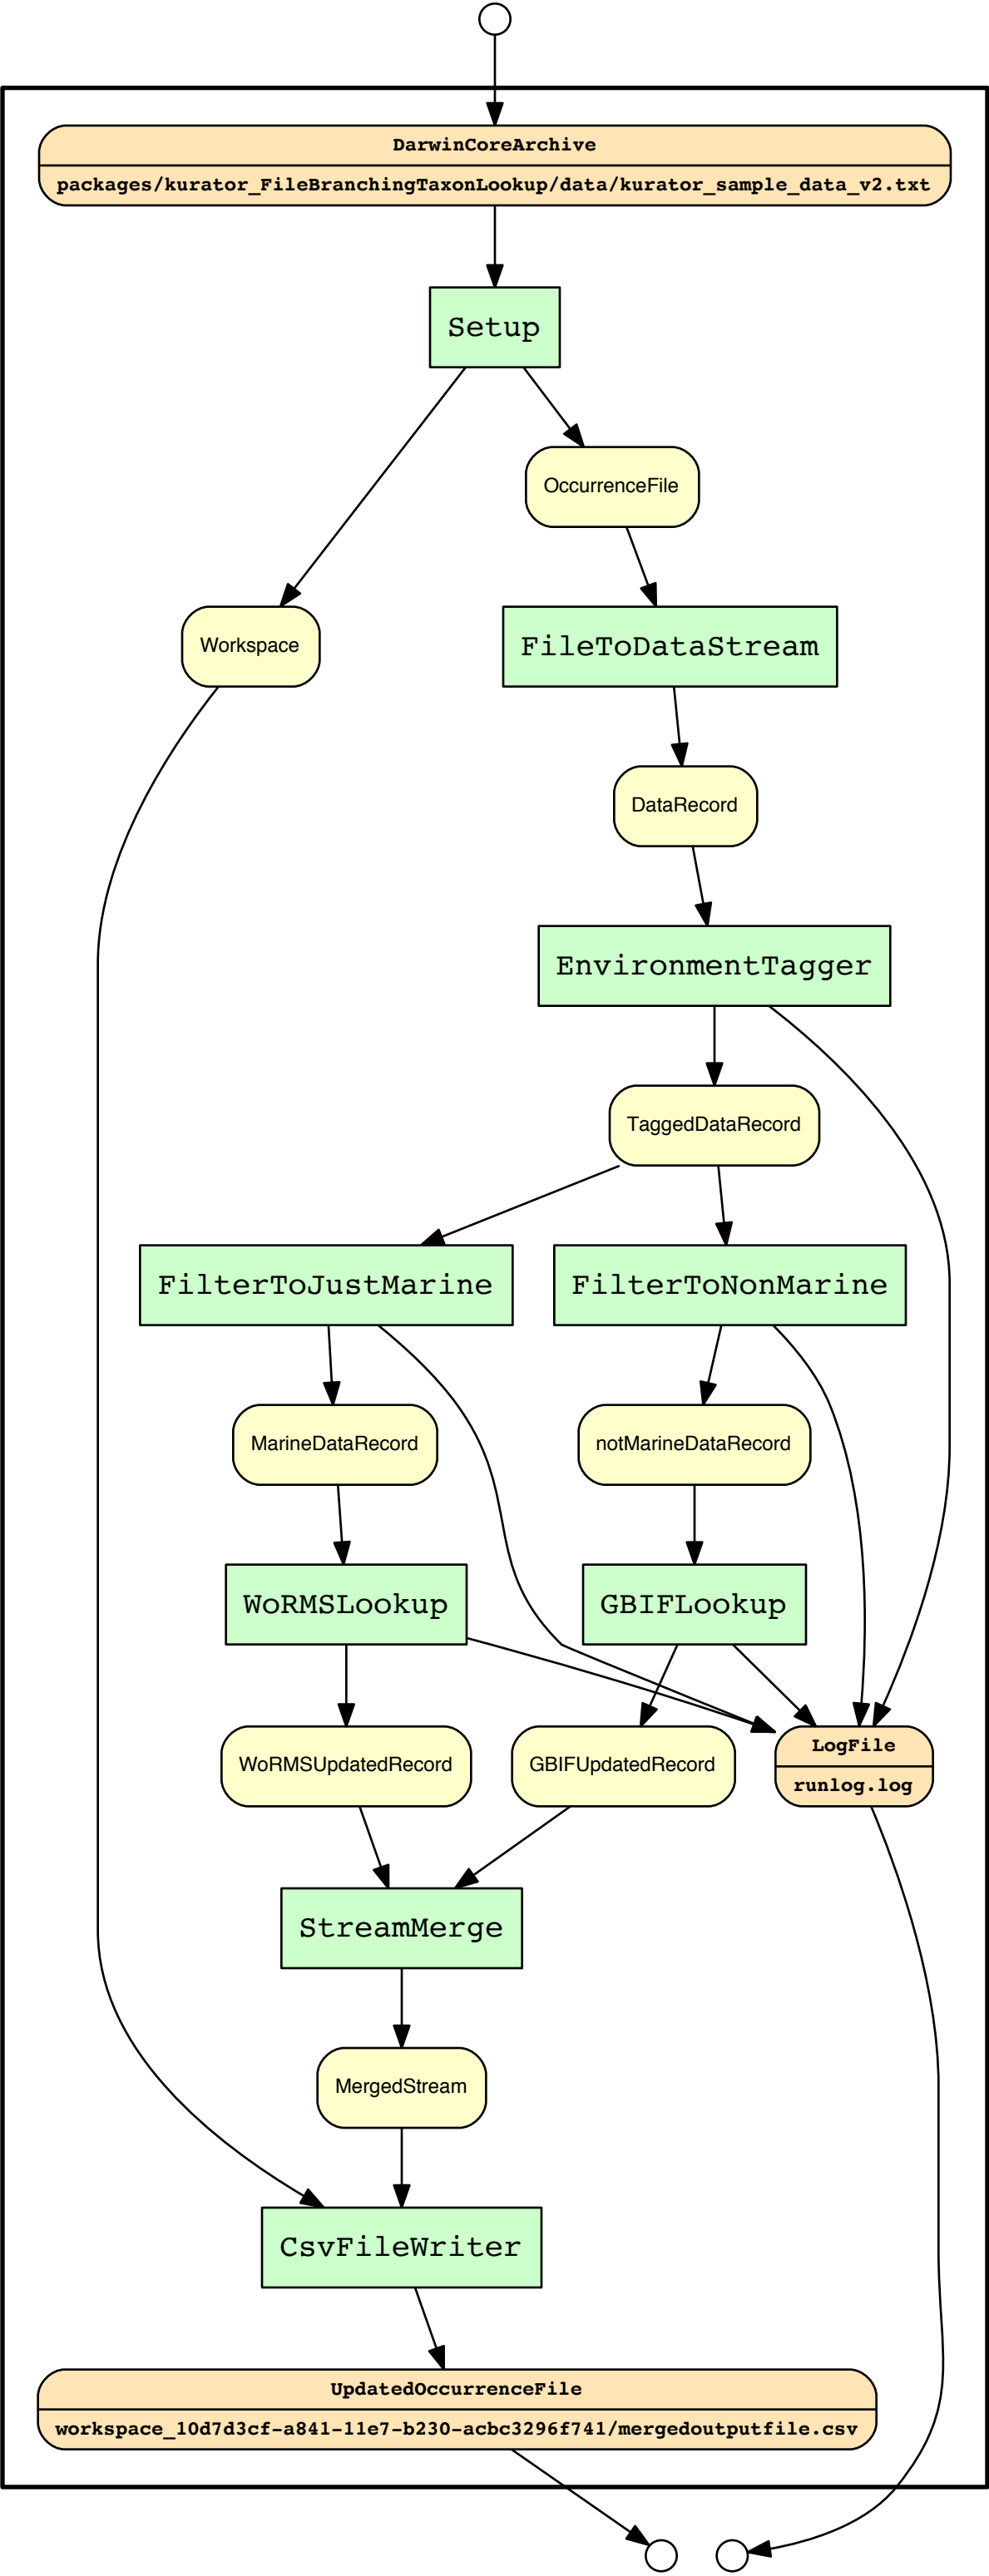 DarwinCoreArchive
packages/kurator_FileBranchingTaxonLookup/data/kurator_sample_data_v2.txt
Setup
OccurrenceFile
Workspace
FileToDataStream
DataRecord
EnvironmentTagger
TaggedDataRecord
FilterToJustMarine
FilterToNonMarine
MarineDataRecord
notMarineDataRecord
WoRMSLookup
GBIFLookup
WoRMSUpdatedRecord
GBIFUpdatedRecord
LogFile
runlog.log
StreamMerge
MergedStream
CsvFileWriter
UpdatedOccurrenceFile
workspace_10d7d3cf-a841-11e7-b230-acbc3296f741/mergedoutputfile.csv